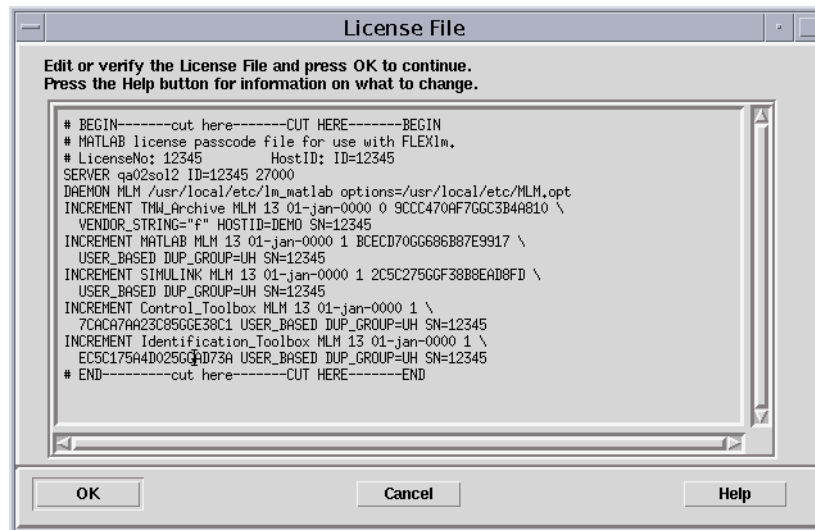 License File
Edit or verify the License File and press OK to continue.
Press the Help button for information on what to change.
# BEGIN-------cut here-------CUT HERE-------BEGIN
# MATLAB license passcode file for use with FLEXlm.
# LicenseNo: 12345 HostID: ID=12345
SERVER qa02sol2 ID=12345 27000
DAEMON MLM /usr/local/etc/lm_matlab options=/usr/local/etc/MLM.opt
INCREMENT TMW_Archive MLM 13 01-jan-0000 0 9CCC470AF7GGC3B4A810 \
VENDOR_STRING="f" HOSTID=DEMO SN=12345
INCREMENT MATLAB MLM 13 01-jan-0000 1 BCECD70GG686B87E9917 \
USER_BASED DUP_GROUP=UH SN=12345
INCREMENT SIMULINK MLM 13 01-jan-0000 1 2C5C275GGF38B8EAD8FD \
USER_BASED DUP_GROUP=UH SN=12345
INCREMENT Control_Toolbox MLM 13 01-jan-0000 1 \
7CACA7AA23C85GGE38C1 USER_BASED DUP_GROUP=UH SN=12345
INCREMENT Identification_Toolbox MLM 13 01-jan-0000 1 \
USER_BASED DUP_GROUP=UH SN=12345
# END---------cut here-------CUT HERE-------END
OK
Cancel
Help